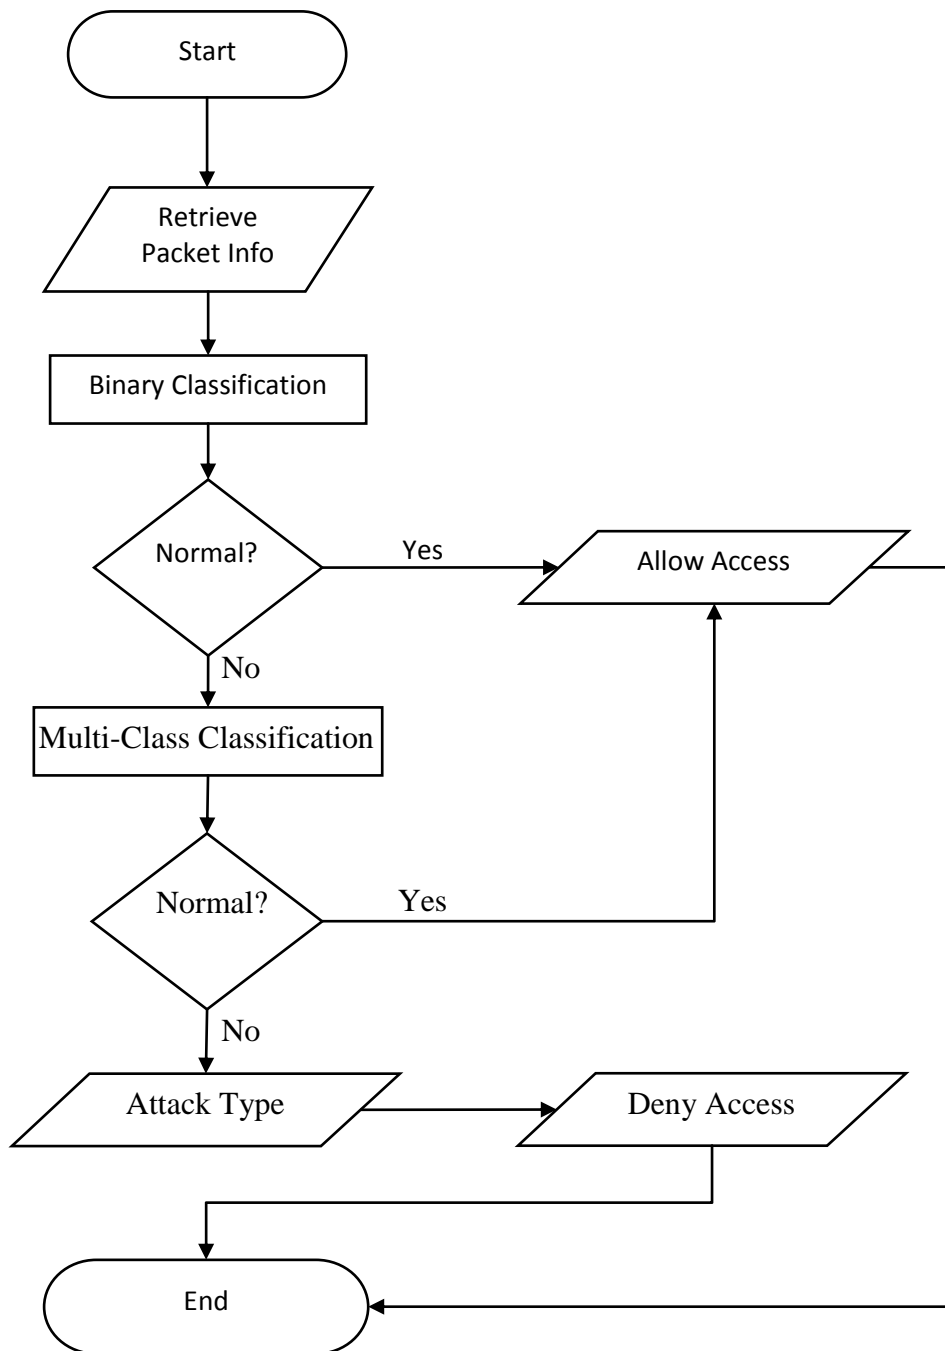 Start
Retrieve
Packet Info
Binary Classification
Normal?
Yes
Allow Access
No
Multi-Class Classification
Normal?
Yes
No
Attack Type
Deny Access
End